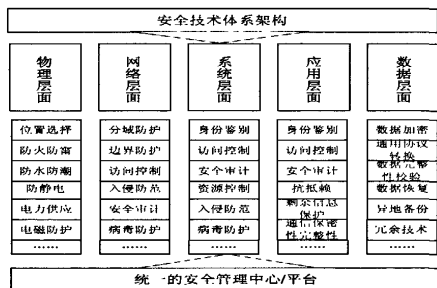 安全技术体系架构
物理层面
网络层面
系统层面
应用层面
数据层面
位置选择
防火防雷
防水防潮
防静电
电力供应
电磁防护
……
分域防护
边界防护
访问控制
入侵防范
安全审计
病毒防护
……
身份鉴别
访问控制
安个审计
资源控制
入侵防范
病毒防护
……
身份鉴别
访问控制
安全审计
抗抵赖
剩余信息
保护
通信保密
性完整性
……
数据加密
通用协议
转换
数据完整
性校验
数据恢复
异地备份
冗余技术
……
统一的安全管理中心/平台